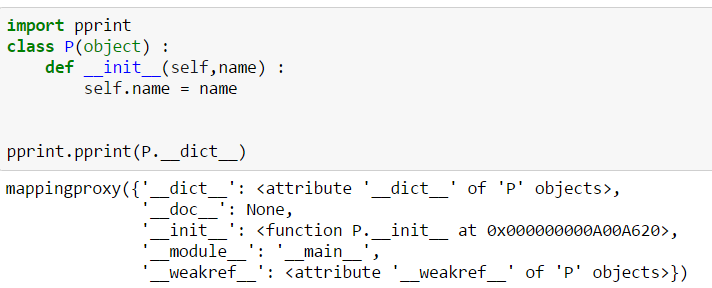 import pprint
class P(object) :
    def __init__(self,name) :
        self.name = name
pprint.pprint(P.__dict__)
mappingproxy({'__dict__': <attribute '__dict__' of 'P' objects>,
              '__doc__': None,
              '__init__': <function P.__init__ at 0x000000000A00A620>,
              '__module__': '__main__',
              '__weakref__': <attribute '__weakref__' of 'P' objects>})